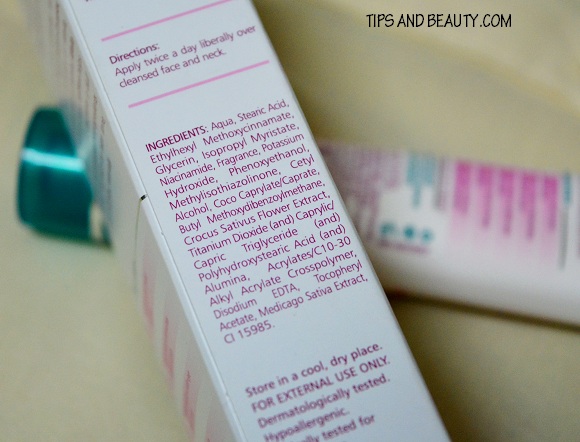 TIPS AND BEAUTY.COM
Directions:
Apply twice a day liberally over
cleansed face and neck.
INGREDIENTS: Aqua, Stearic Acid,
Ethylhexyl Methoxycinnamate,
Glycerin, Isopropyl Myristate,
Niacinamide, Fragrance, Potassium
Hydroxide, Phenoxyethanol,
Methylisothiazolinone, Cetyl
Alcohol, Coco Caprylate/Caprate,
Butyl Methoxydibenzoylmethane,
Crocus Sativus Flower Extract,
Titanium Dioxide (and) Caprylic/
Capric Triglyceride (and)
Polyhydroxystearic Acid (and)
Alumina, Acrylates/C10-30
Alkyl Acrylate Crosspolymer,
Disodium EDTA, Tocopheryl
Acetate, Medicago Sativa Extract,
CI 15985.
Store in a cool, dry place.
FOR EXTERNAL USE ONLY.
Dermatologically tested.
Hypoallergenic.
tested for